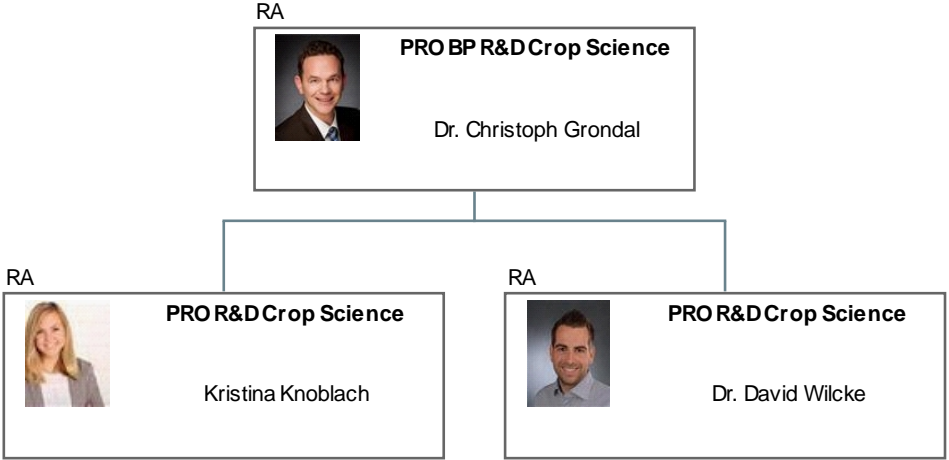 RA
PRO BP R&D Crop Science
Dr. Christoph Grondal
RA
PRO R&D Crop Science
Kristina Knoblach
RA
PRO R&D Crop Science
Dr. David Wilcke